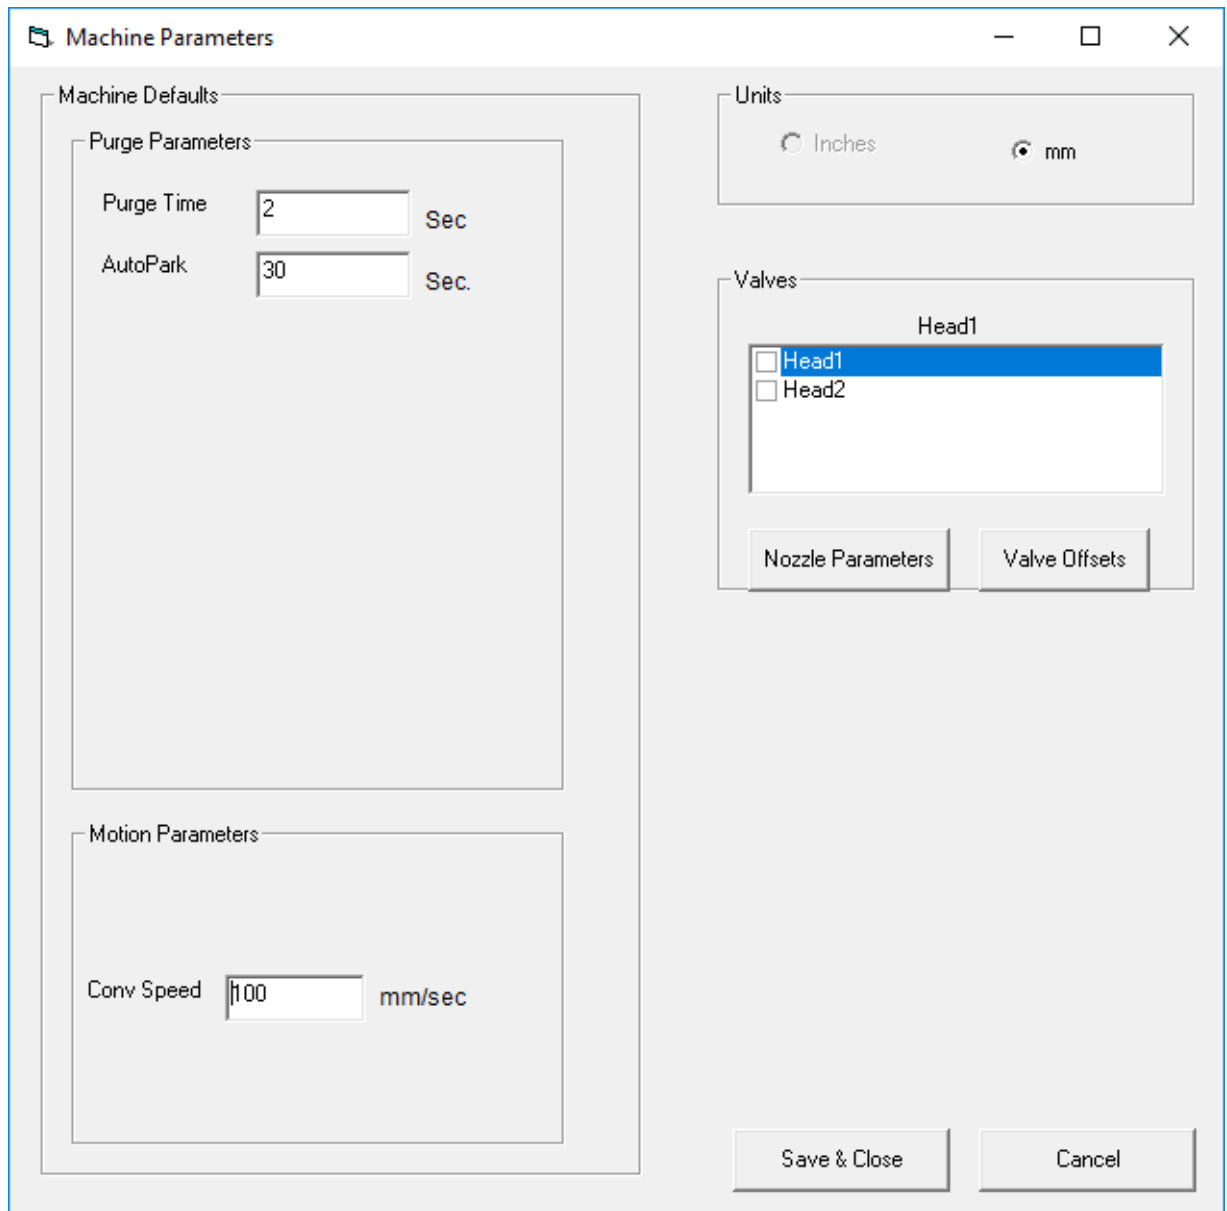 Machine Parameters
Machine Defaults
Purge Parameters
Purge Time 2 Sec
AutoPark 30 Sec.
Motion Parameters
Conv Speed 100 mm/sec
Units
Inches mm
Valves
Head1
Head1
Head2
Nozzle Parameters Valve Offsets
Save & Close Cancel